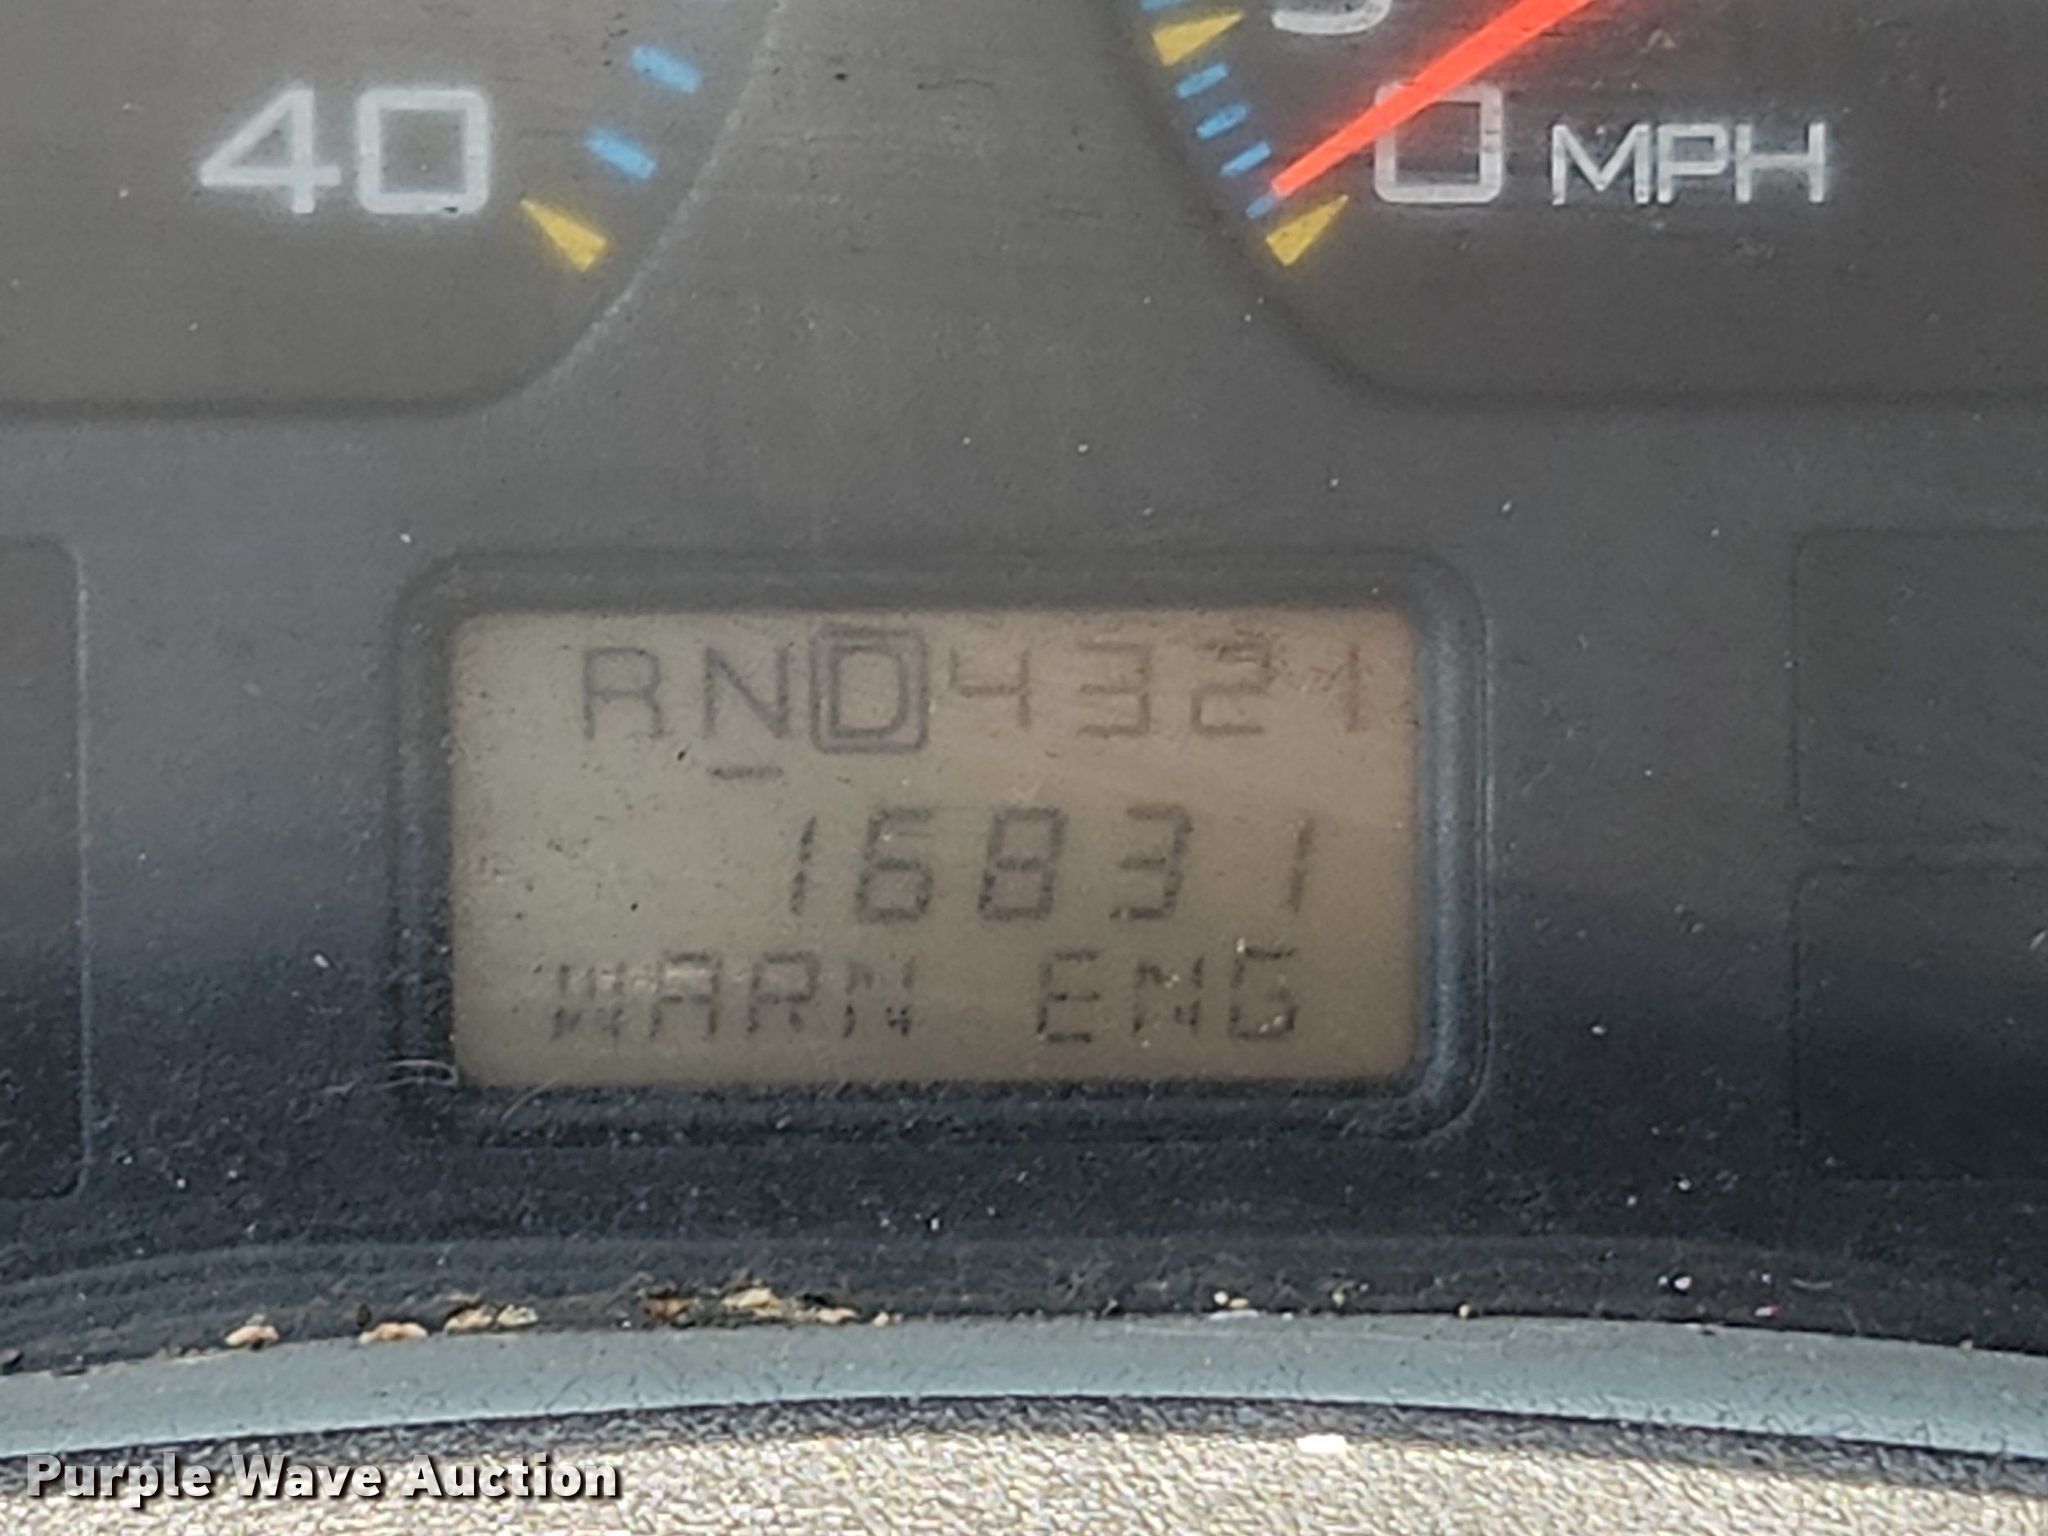 40
0 MPH
RND4321
16831
WARN ENG
Purple Wave Auction